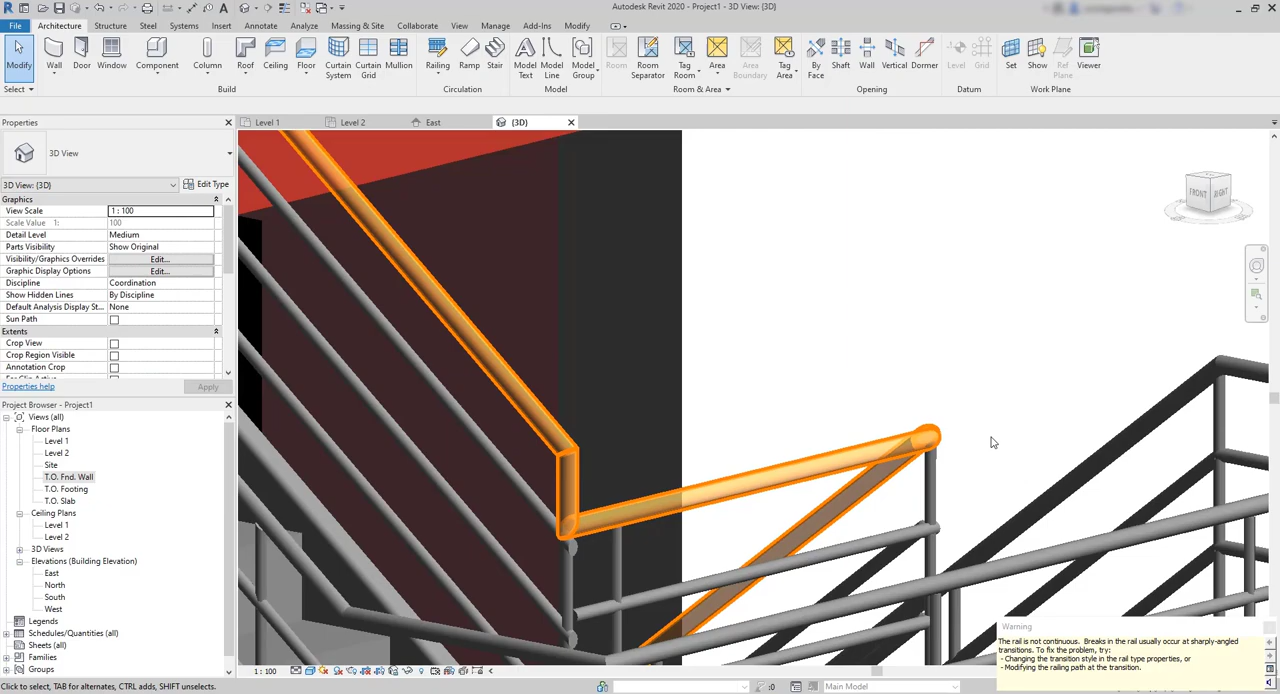 Autodesk Revit 2020 - Project1 - 3D View: {3D}
File Architecture Structure Steel Systems Insert Annotate Analyze Massing & Site Collaborate View Manage Add-Ins Modify
Modify Wall Door Window Component Column Roof Ceiling Floor Curtain System Curtain Grid Mullion Railing Ramp Stair Model Text Model Line Model Group Room Room Separator Tag Room Area Area Boundary Tag Area By Face Shaft Wall Vertical Dormer Level Grid Set Show Ref Plane Viewer
Select Build Circulation Model Room & Area Opening Datum Work Plane
Properties
Level 1 Level 2 East {3D}
3D View
3D View: {3D} Edit Type
Graphics
View Scale 1 : 100
Scale Value 1: 100
Detail Level Medium
Parts Visibility Show Original
Visibility/Graphics Overrides Edit...
Graphic Display Options Edit...
Discipline Coordination
Show Hidden Lines By Discipline
Default Analysis Display St... None
Sun Path
Extents
Crop View
Crop Region Visible
Annotation Crop
Properties help Apply
FRONT RIGHT
Project Browser - Project1
Views (all)
Floor Plans
Level 1
Level 2
Site
T.O. Fnd. Wall
T.O. Footing
T.O. Slab
Ceiling Plans
Level 1
Level 2
3D Views
Elevations (Building Elevation)
East
North
South
West
Legends
Schedules/Quantities (all)
Sheets (all)
Families
Groups
Warning
The rail is not continuous. Breaks in the rail usually occur at sharply-angled
transitions. To fix the problem, try:
- Changing the transition style in the rail type properties, or
- Modifying the railing path at the transition.
1 : 100
Click to select, TAB for alternates, CTRL adds, SHIFT unselects. :0 Main Model